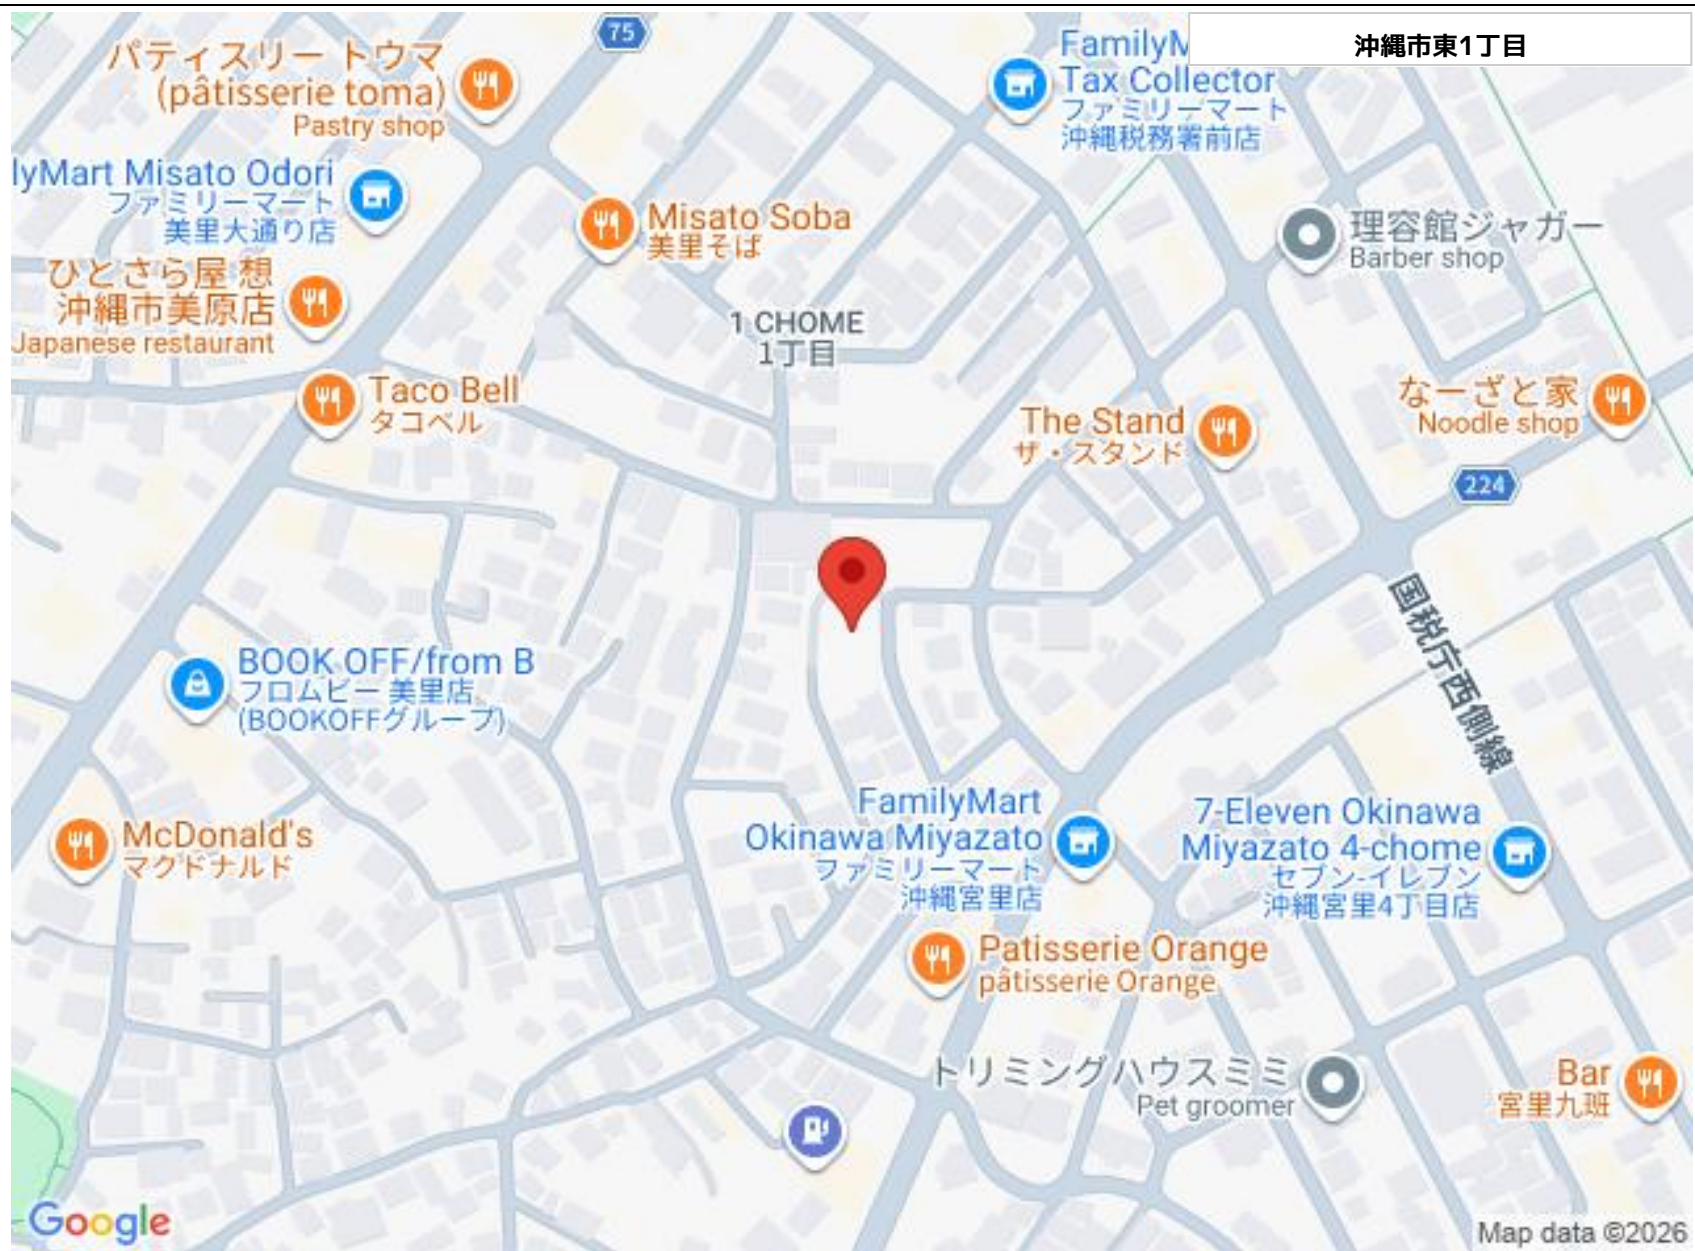 75
沖縄市東1丁目
パティスリー トウマ
(pâtisserie toma)
Pastry shop
FamilyM
Tax Collector
ファミリーマート
沖縄税務署前店
lyMart Misato Odori
ファミリーマート
美里大通り店
Misato Soba
美里そば
理容館ジャガー
Barber shop
ひとさら屋 想
沖縄市美原店
Japanese restaurant
1 CHOME
1丁目
Taco Bell
タコベル
The Stand
ザ・スタンド
なーざと家
Noodle shop
224
国税庁西側線
BOOK OFF/from B
フロムビー 美里店
(BOOKOFFグループ)
McDonald's
マクドナルド
FamilyMart
Okinawa Miyazato
ファミリーマート
沖縄宮里店
7-Eleven Okinawa
Miyazato 4-chome
セブン-イレブン
沖縄宮里4丁目店
Patisserie Orange
pâtisserie Orange
トリミングハウスミミ
Pet groomer
Bar
宮里九班
Google
Map data ©2026